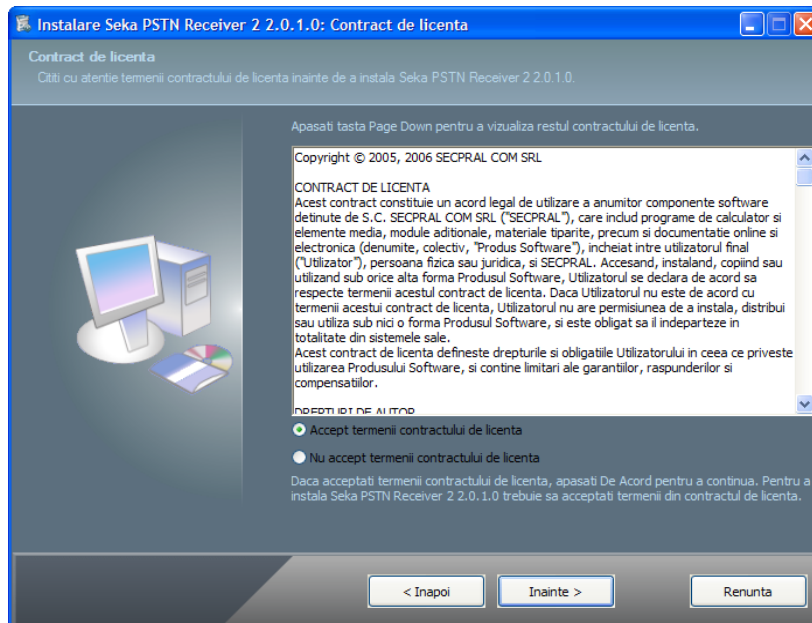 Instalare Seka PSTN Receiver 2 2.0.1.0: Contract de licenta
Contract de licenta
Cititi cu atentie termenii contractului de licenta inainte de a instala Seka PSTN Receiver 2 2.0.1.0.
Apasati tasta Page Down pentru a vizualiza restul contractului de licenta.
Copyright © 2005, 2006 SECPRAL COM SRL
CONTRACT DE LICENTA
Acest contract constituie un acord legal de utilizare a anumitor componente software
detinute de S.C. SECPRAL COM SRL ("SECPRAL"), care includ programe de calculator si
elemente media, module aditionale, materiale tiparite, precum si documentatie online si
electronica (denumite, colectiv, "Produs Software"), incheiat intre utilizatorul final
("Utilizator"), persoana fizica sau juridica, si SECPRAL. Accesand, instaland, copiind sau
utilizand sub orice alta forma Produsul Software, Utilizatorul se declara de acord sa
respecte termenii acestul contract de licenta. Daca Utilizatorul nu este de acord cu
termenii acestui contract de licenta, Utilizatorul nu are permisiunea de a instala, distribui
sau utiliza sub nici o forma Produsul Software, si este obligat sa il indeparteze in
totalitate din sistemele sale.
Acest contract de licenta defineste drepturile si obligatiile Utilizatorului in ceea ce priveste
utilizarea Produsului Software, si contine limitari ale garantiilor, raspunderilor si
compensatiilor.
DREPTURI DE AUTOR
Accept termenii contractului de licenta
Nu accept termenii contractului de licenta
Daca acceptati termenii contractului de licenta, apasati De Acord pentru a continua. Pentru a
instala Seka PSTN Receiver 2 2.0.1.0 trebuie sa acceptati termenii din contractul de licenta.
< Inapoi
Inainte >
Renunta